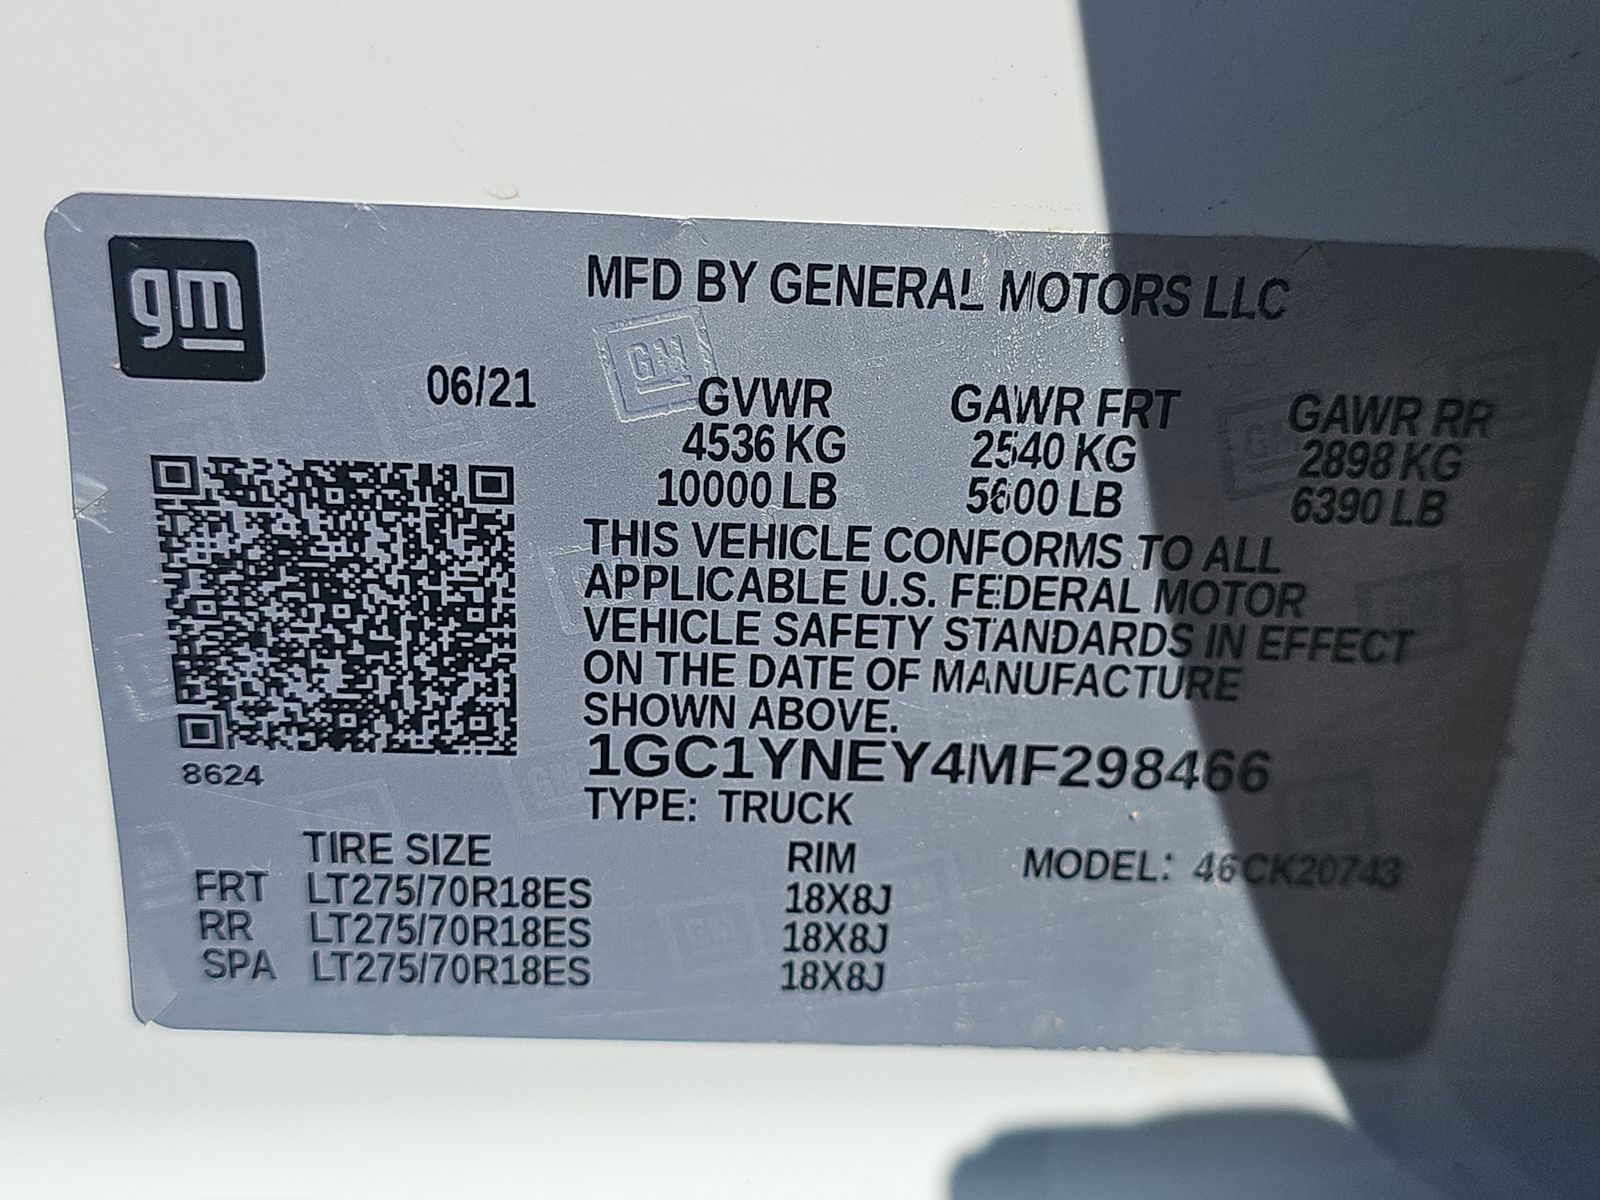 gm
MFD BY GENERAL MOTORS LLC
06/21
GVWR GAWR FRT GAWR RR
4536 KG 2540 KG 2898 KG
10000 LB 5600 LB 6390 LB
THIS VEHICLE CONFORMS TO ALL
APPLICABLE U.S. FEDERAL MOTOR
VEHICLE SAFETY STANDARDS IN EFFECT
ON THE DATE OF MANUFACTURE
SHOWN ABOVE.
1GC1YNEY4MF298466
8624
TYPE: TRUCK
TIRE SIZE RIM MODEL: 46CK20743
FRT LT275/70R18ES 18X8J
RR LT275/70R18ES 18X8J
SPA LT275/70R18ES 18X8J